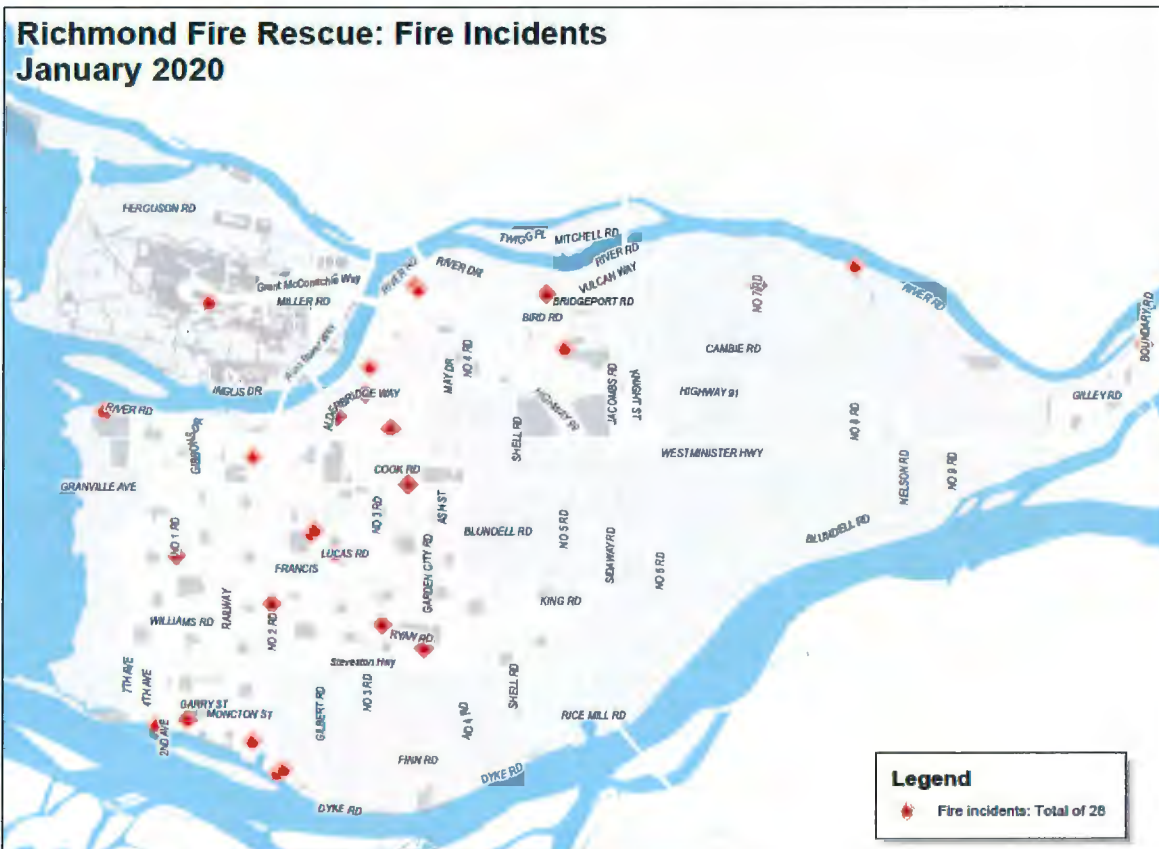 Richmond Fire Rescue: Fire Incidents
January 2020
FERGUSON RD
TWIGG PL
MITCHELL RD
RIVER RD
RIVER DR
RIVER RD
VULCAN WAY
Grant McConachie Way
MILLER RD
BRIDGEPORT RD
BIRD RD
NO 7 RD
RIVER RD
BOUNDARY RD
NO 4 RD
MAY DR
CAMBIE RD
INGLIS DR
ALDERBRIDGE WAY
HIGHWAY 99
JACOBS RD
KNIGHT ST
HIGHWAY 91
GILLEY RD
RIVER RD
GIBBONS DR
SHELL RD
NO 8 RD
WESTMINISTER HWY
COOK RD
GRANVILLE AVE
NELSON RD
NO 9 RD
NO 3 RD
ASH ST
NO 1 RD
BLUNDELL RD
NO 5 RD
BLUNDELL RD
LUCAS RD
FRANCIS
GARDEN CITY RD
SIDAWAY RD
NO 6 RD
RAILWAY
WILLIAMS RD
NO 2 RD
KING RD
RYAN RD
Steveston Hwy
7TH AVE
4TH AVE
NO 3 RD
SHELL RD
GARRY ST
MONCTON ST
GILBERT RD
NO 4 RD
RICE MILL RD
2ND AVE
FINN RD
DYKE RD
DYKE RD
Legend
Fire incidents: Total of 28